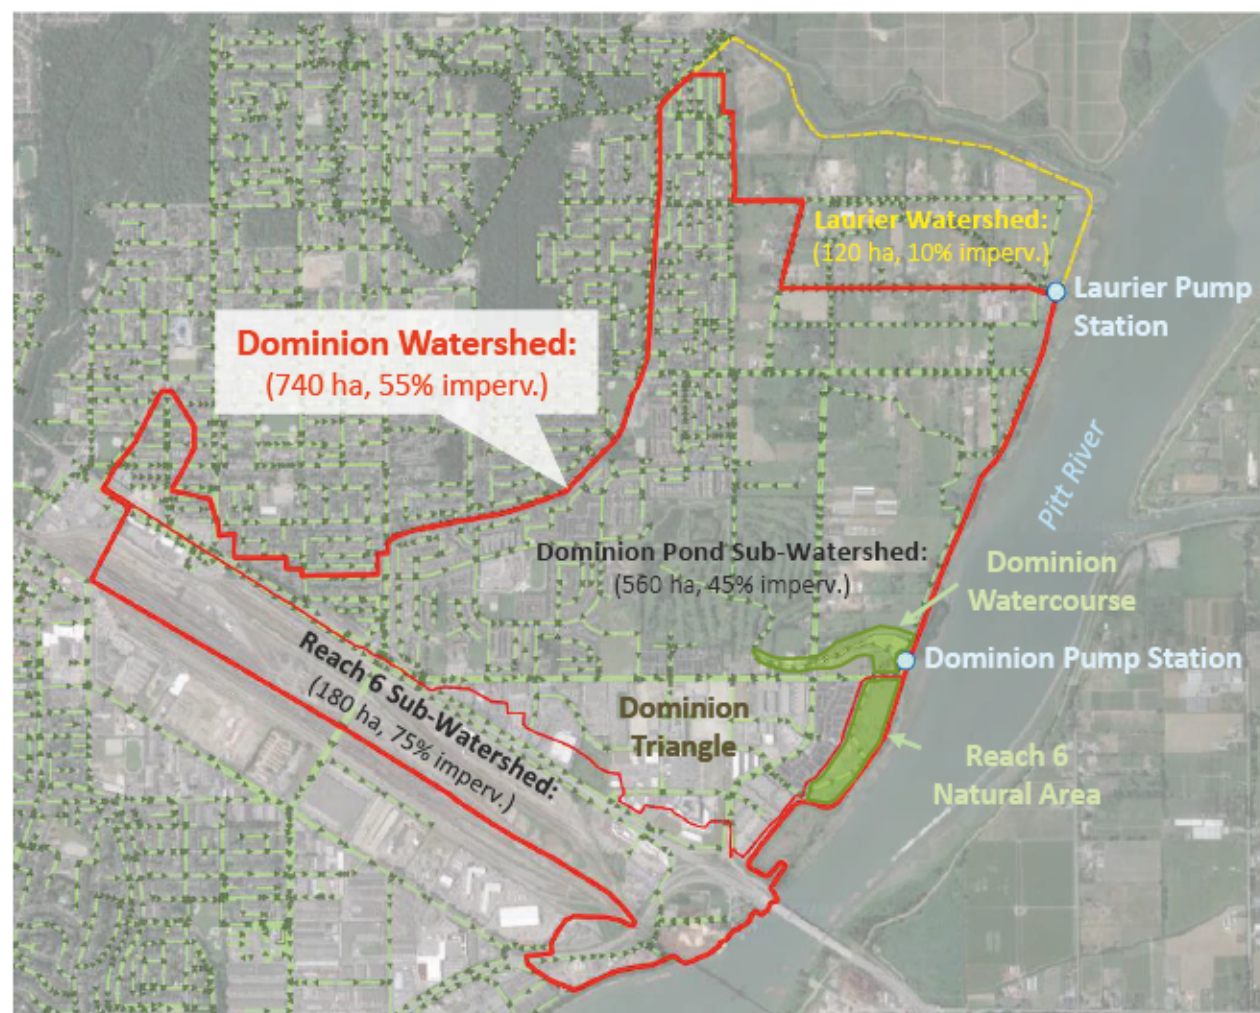 Laurier Watershed:
(120 ha, 10% imperv.)
Laurier Pump
Station
Dominion Watershed:
(740 ha, 55% imperv.)
Pitt River
Dominion Pond Sub-Watershed:
(560 ha, 45% imperv.)
Dominion
Watercourse
Dominion Pump Station
Reach 6 Sub-Watershed:
(180 ha, 75% imperv.)
Dominion
Triangle
Reach 6
Natural Area